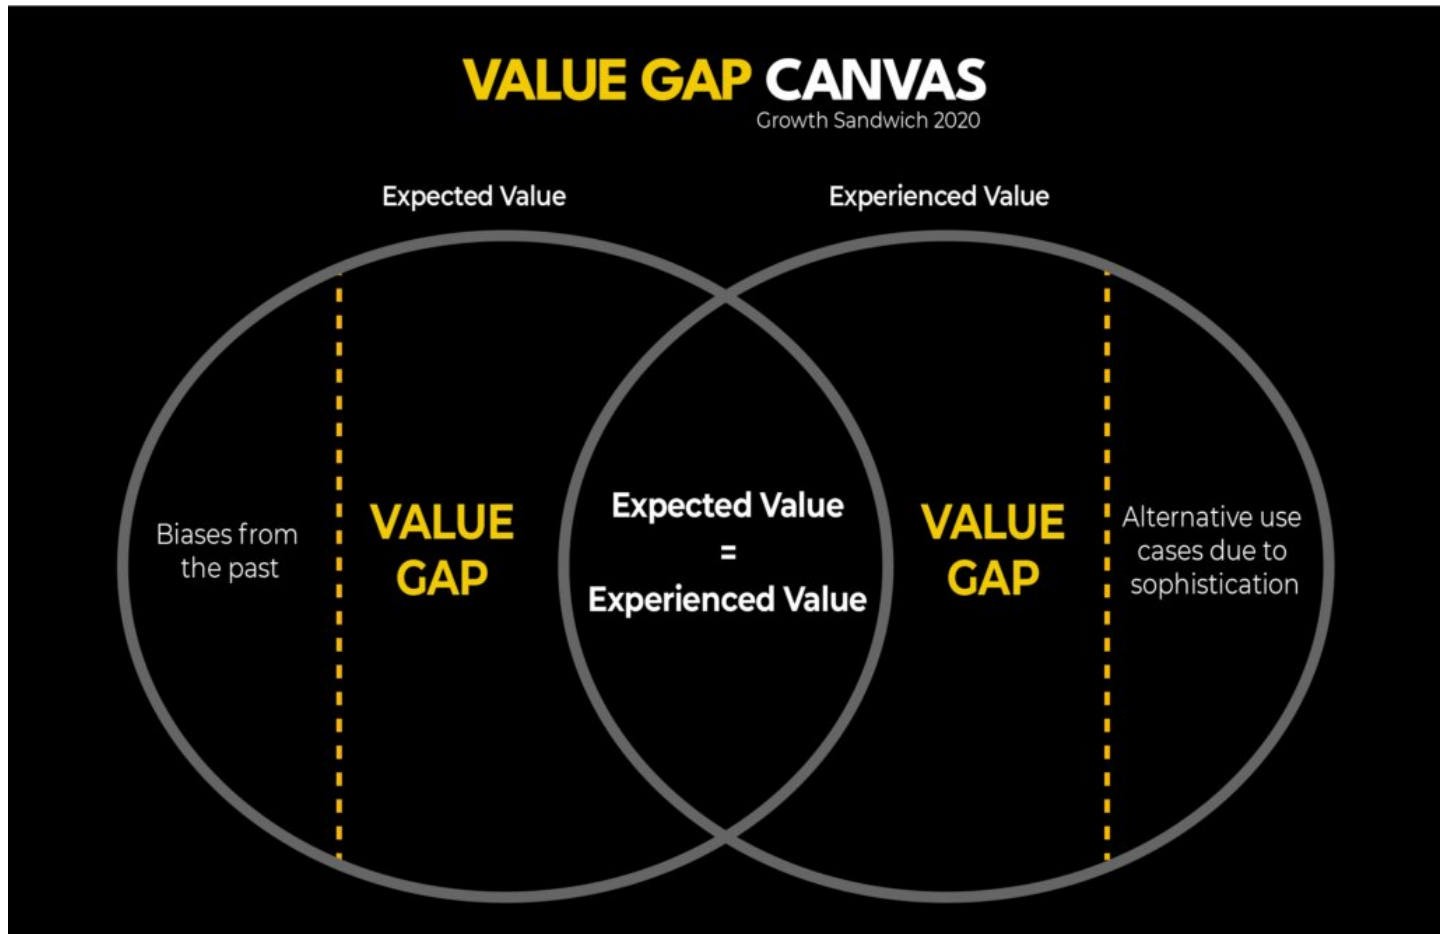 VALUE GAP CANVAS
Growth Sandwich 2020
Expected Value
Experienced Value
Biases from
the past
VALUE
GAP
Expected Value
=
Experienced Value
VALUE
GAP
Alternative use
cases due to
sophistication